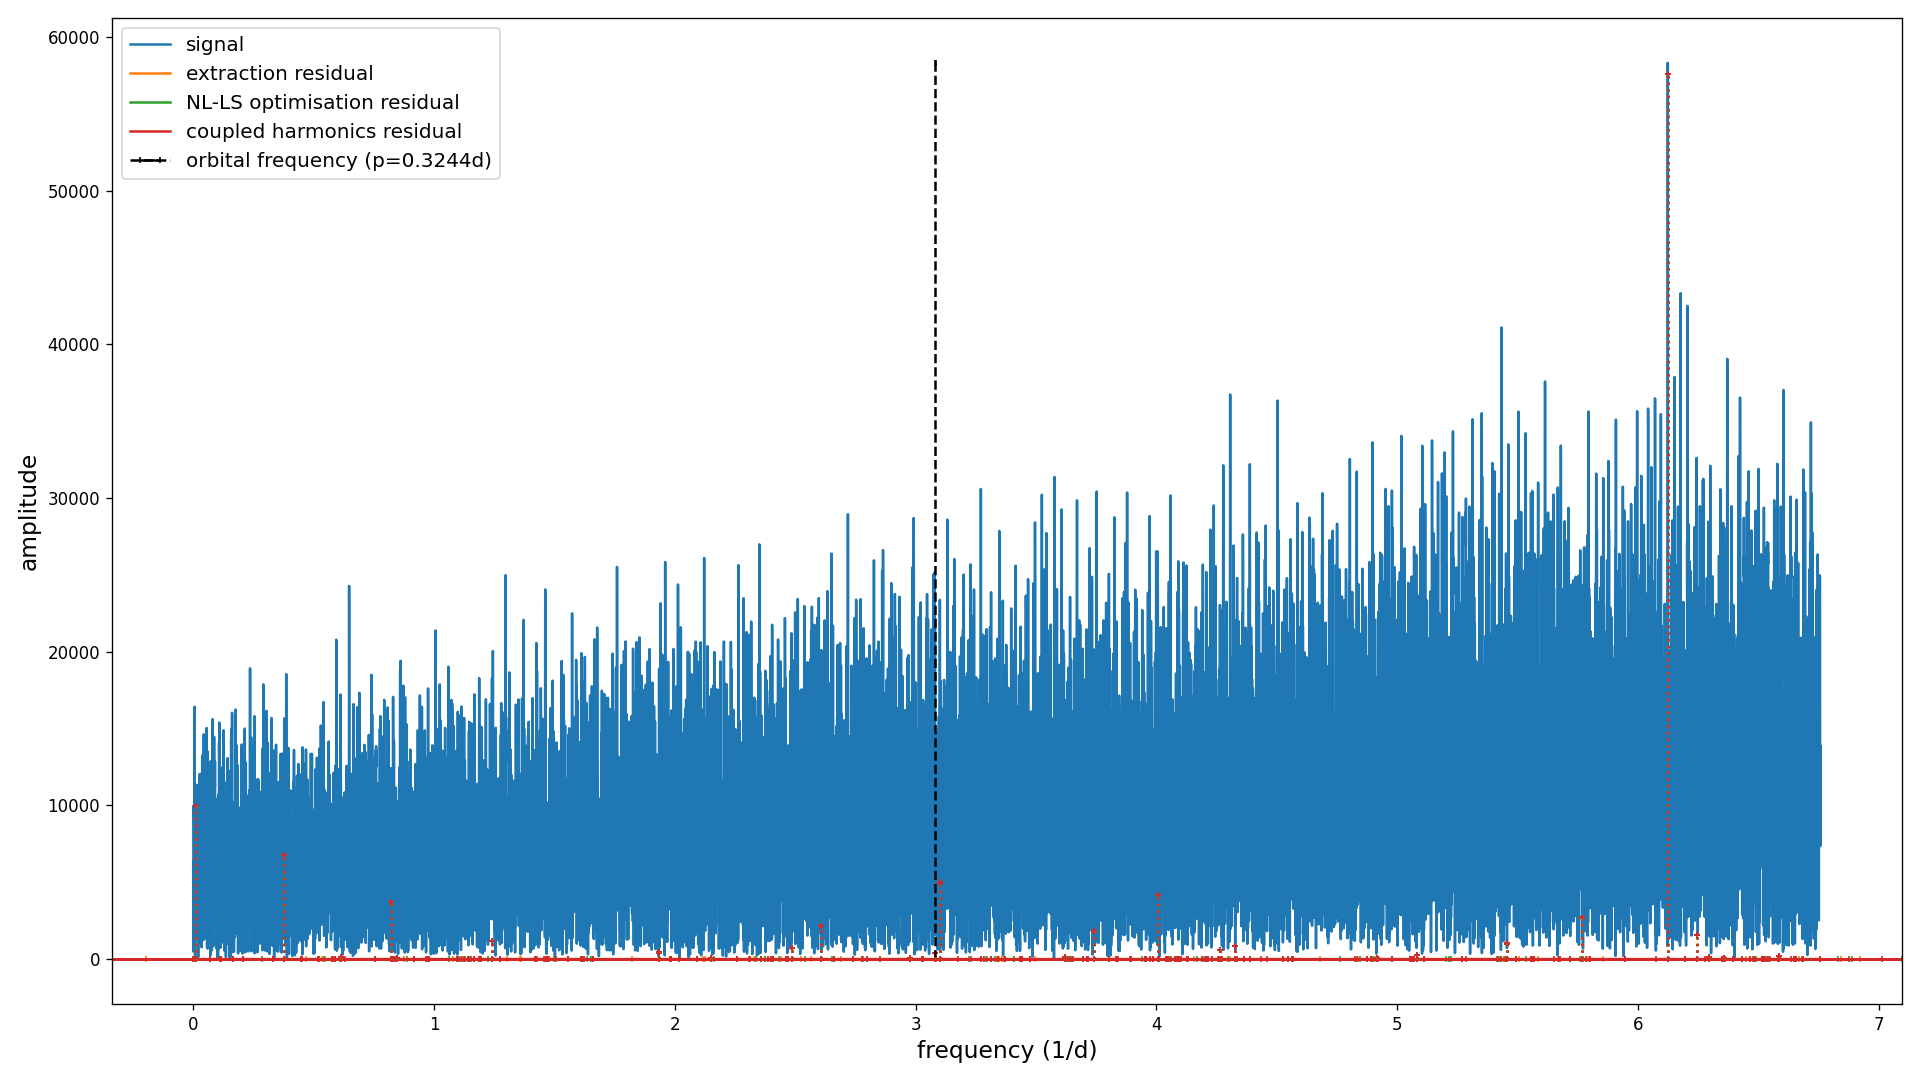 signal
extraction residual
NL-LS optimisation residual
coupled harmonics residual
orbital frequency (p=0.3244d)
60000
50000
40000
30000
20000
10000
0
amplitude
0 1 2 3 4 5 6 7
frequency (1/d)